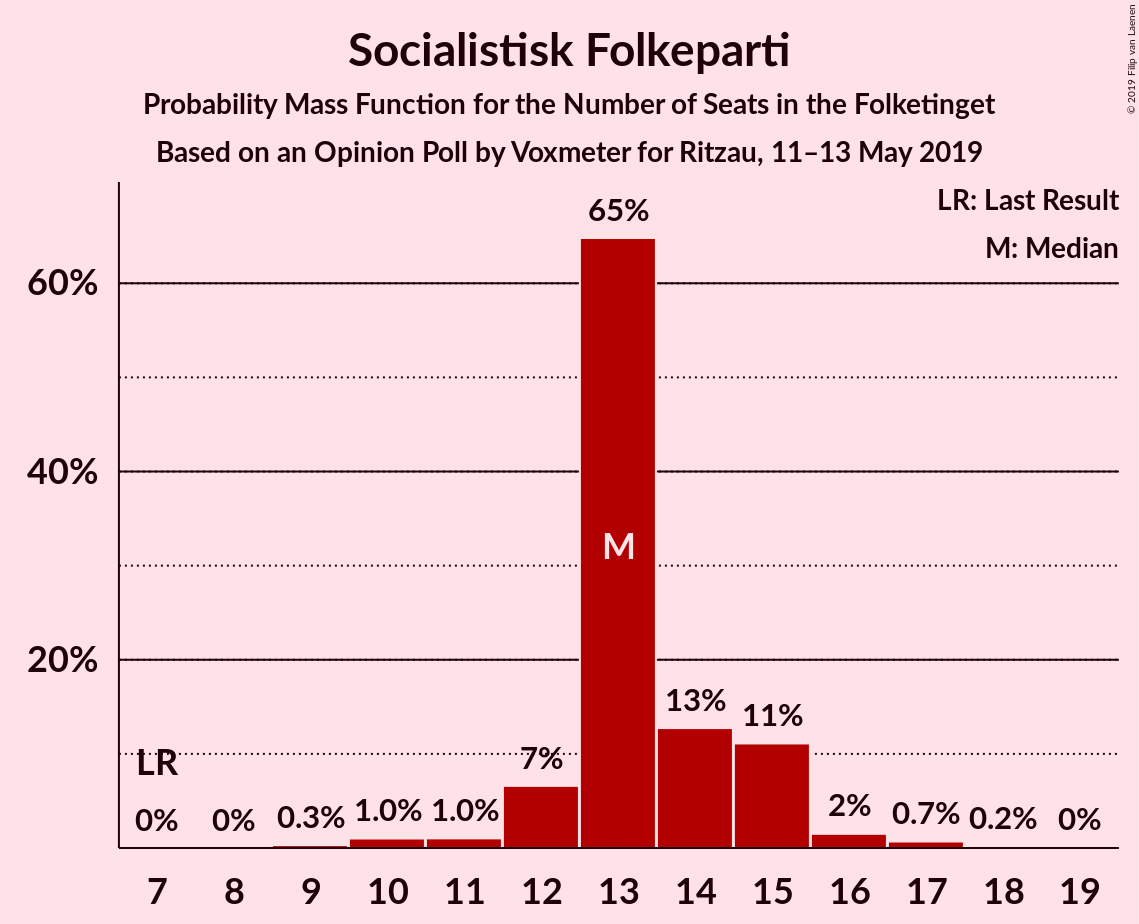 © 2019 Filip van Laenen
Socialistisk Folkeparti
Probability Mass Function for the Number of Seats in the Folketinget
Based on an Opinion Poll by Voxmeter for Ritzau, 11–13 May 2019
LR: Last Result
M: Median
65%
60%
40%
M
20%
13%
11%
LR
7%
0%
0%
0.3%
1.0%
1.0%
2%
0.7%
0.2%
0%
7 8 9 10 11 12 13 14 15 16 17 18 19